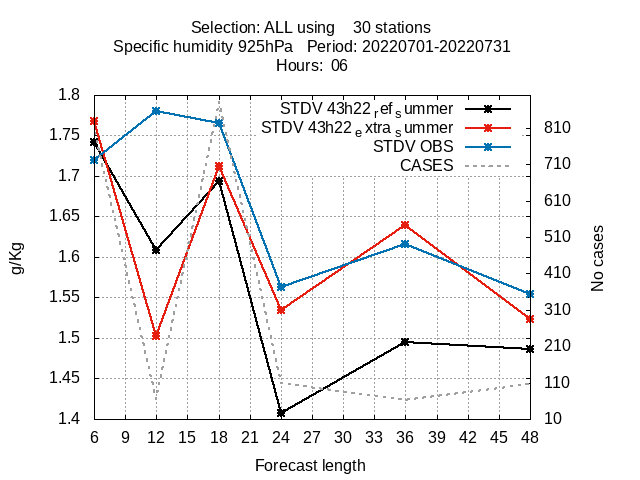 Selection: ALL using    30 stations
Specific humidity 925hPa   Period: 20220701-20220731
Hours:  06
STDV 43h22_ref_summer
STDV 43h22_extra_summer
STDV OBS
CASES
1.8
1.75
1.7
1.65
1.6
1.55
1.5
1.45
1.4
g/Kg
810
710
610
510
410
310
210
110
10
No cases
6 9 12 15 18 21 24 27 30 33 36 39 42 45 48
Forecast length